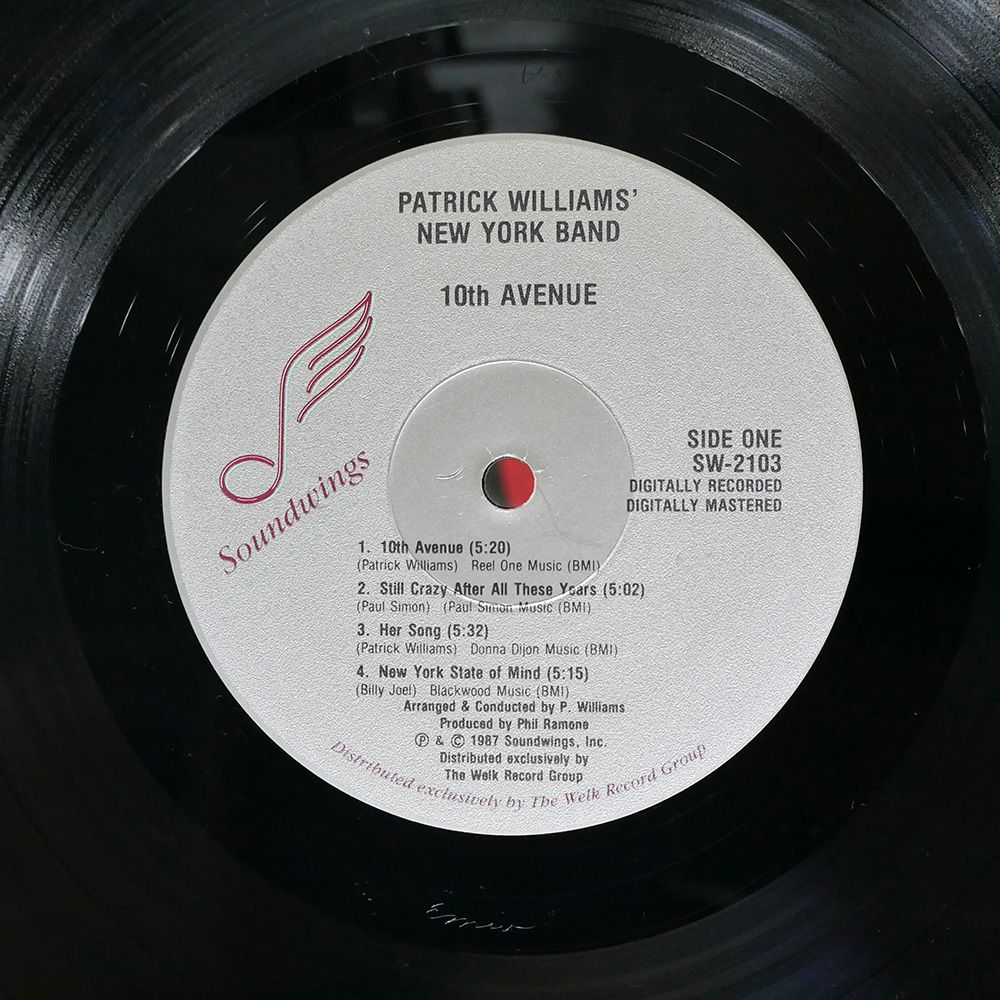 PATRICK WILLIAMS'
NEW YORK BAND
10th AVENUE
Soundwings
SIDE ONE
SW-2103
DIGITALLY RECORDED
DIGITALLY MASTERED
1. 10th Avenue (5:20)
(Patrick Williams) Reel One Music (BMI)
2. Still Crazy After All These Years (5:02)
(Paul Simon) (Paul Simon Music (BMI)
3. Her Song (5:32)
(Patrick Williams) Donna Dijon Music (BMI)
4. New York State of Mind (5:15)
(Billy Joel) Blackwood Music (BMI)
Arranged & Conducted by P. Williams
Produced by Phil Ramone
℗ & © 1987 Soundwings, Inc.
Distributed exclusively by
The Welk Record Group
Distributed exclusively by The Welk Record Group